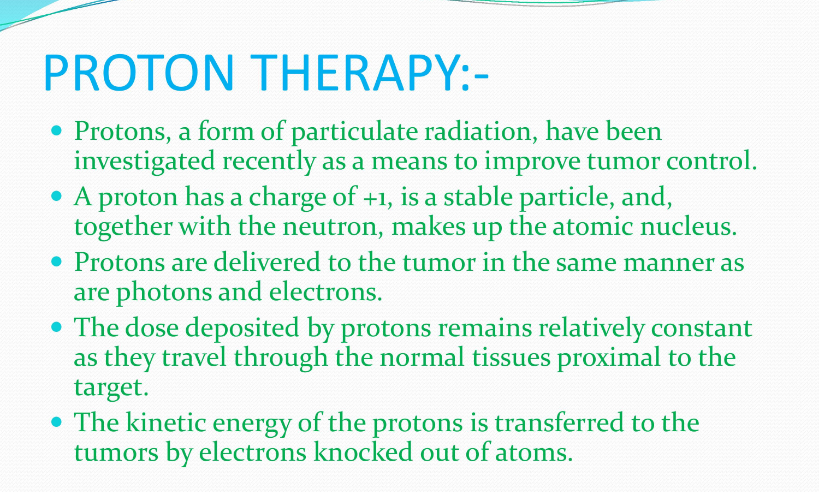 PROTON THERAPY:-
• Protons, a form of particulate radiation, have been
investigated recently as a means to improve tumor control.
• A proton has a charge of +1, is a stable particle, and,
together with the neutron, makes up the atomic nucleus.
• Protons are delivered to the tumor in the same manner as
are photons and electrons.
• The dose deposited by protons remains relatively constant
as they travel through the normal tissues proximal to the
target.
• The kinetic energy of the protons is transferred to the
tumors by electrons knocked out of atoms.